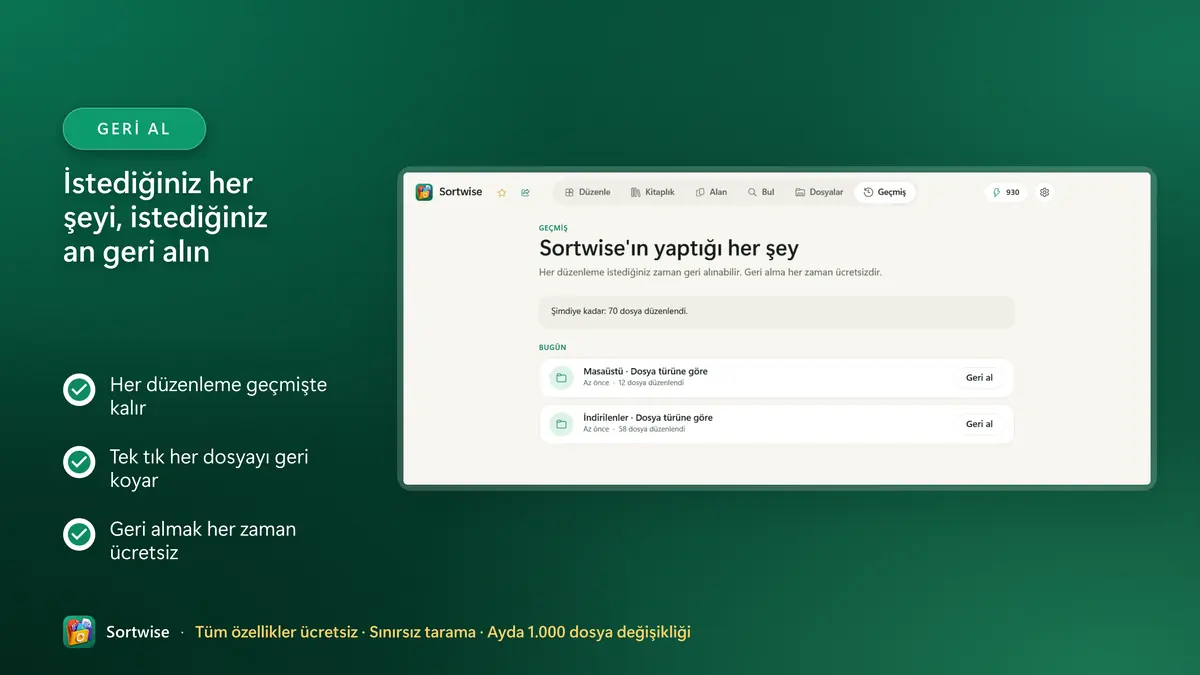 GERİ AL
İstediğiniz her
şeyi, istediğiniz
an geri alın
Her düzenleme geçmişte
kalır
Tek tık her dosyayı geri
koyar
Geri almak her zaman
ücretsiz
Sortwise
Düzenle
Kitaplık
Alan
Bul
Dosyalar
Geçmiş
930
GEÇMİŞ
Sortwise'ın yaptığı her şey
Her düzenleme istediğiniz zaman geri alınabilir. Geri alma her zaman ücretsizdir.
Şimdiye kadar: 70 dosya düzenlendi.
BUGÜN
Masaüstü · Dosya türüne göre
Az önce · 12 dosya düzenlendi
Geri al
İndirilenler · Dosya türüne göre
Az önce · 58 dosya düzenlendi
Geri al
Sortwise · Tüm özellikler ücretsiz · Sınırsız tarama · Ayda 1.000 dosya değişikliği